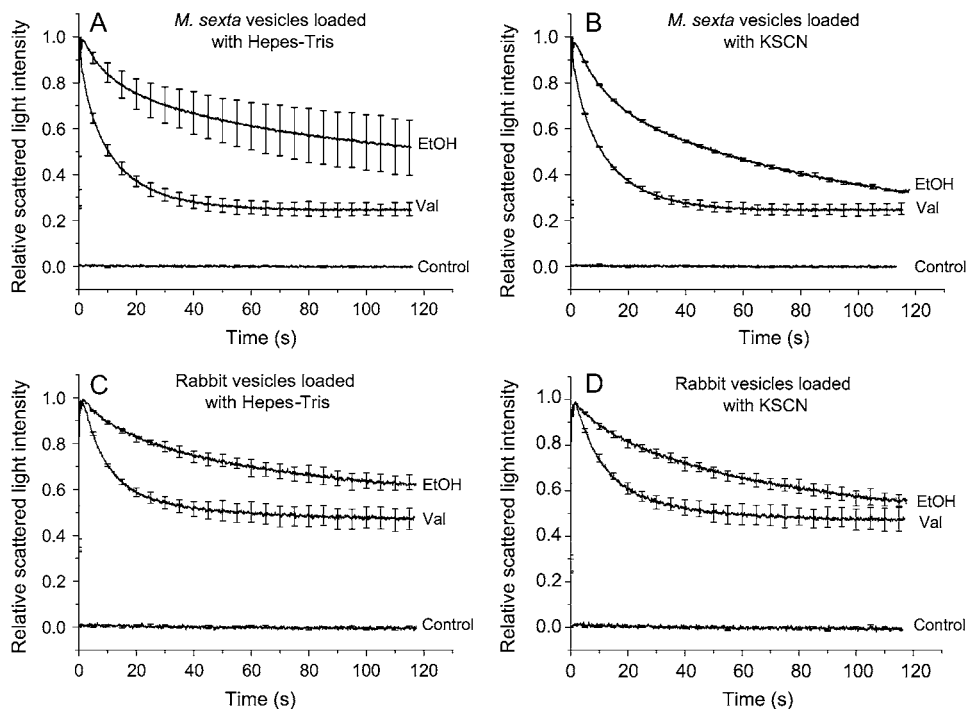 A
M. sexta vesicles loaded
with Hepes-Tris
Relative scattered light intensity
1.0
0.8
0.6
0.4
0.2
0.0
EtOH
Val
Control
0 20 40 60 80 100 120
Time (s)
B
M. sexta vesicles loaded
with KSCN
Relative scattered light intensity
1.0
0.8
0.6
0.4
0.2
0.0
EtOH
Val
Control
0 20 40 60 80 100 120
Time (s)
C
Rabbit vesicles loaded
with Hepes-Tris
Relative scattered light intensity
1.0
0.8
0.6
0.4
0.2
0.0
EtOH
Val
Control
0 20 40 60 80 100 120
Time (s)
D
Rabbit vesicles loaded
with KSCN
Relative scattered light intensity
1.0
0.8
0.6
0.4
0.2
0.0
EtOH
Val
Control
0 20 40 60 80 100 120
Time (s)